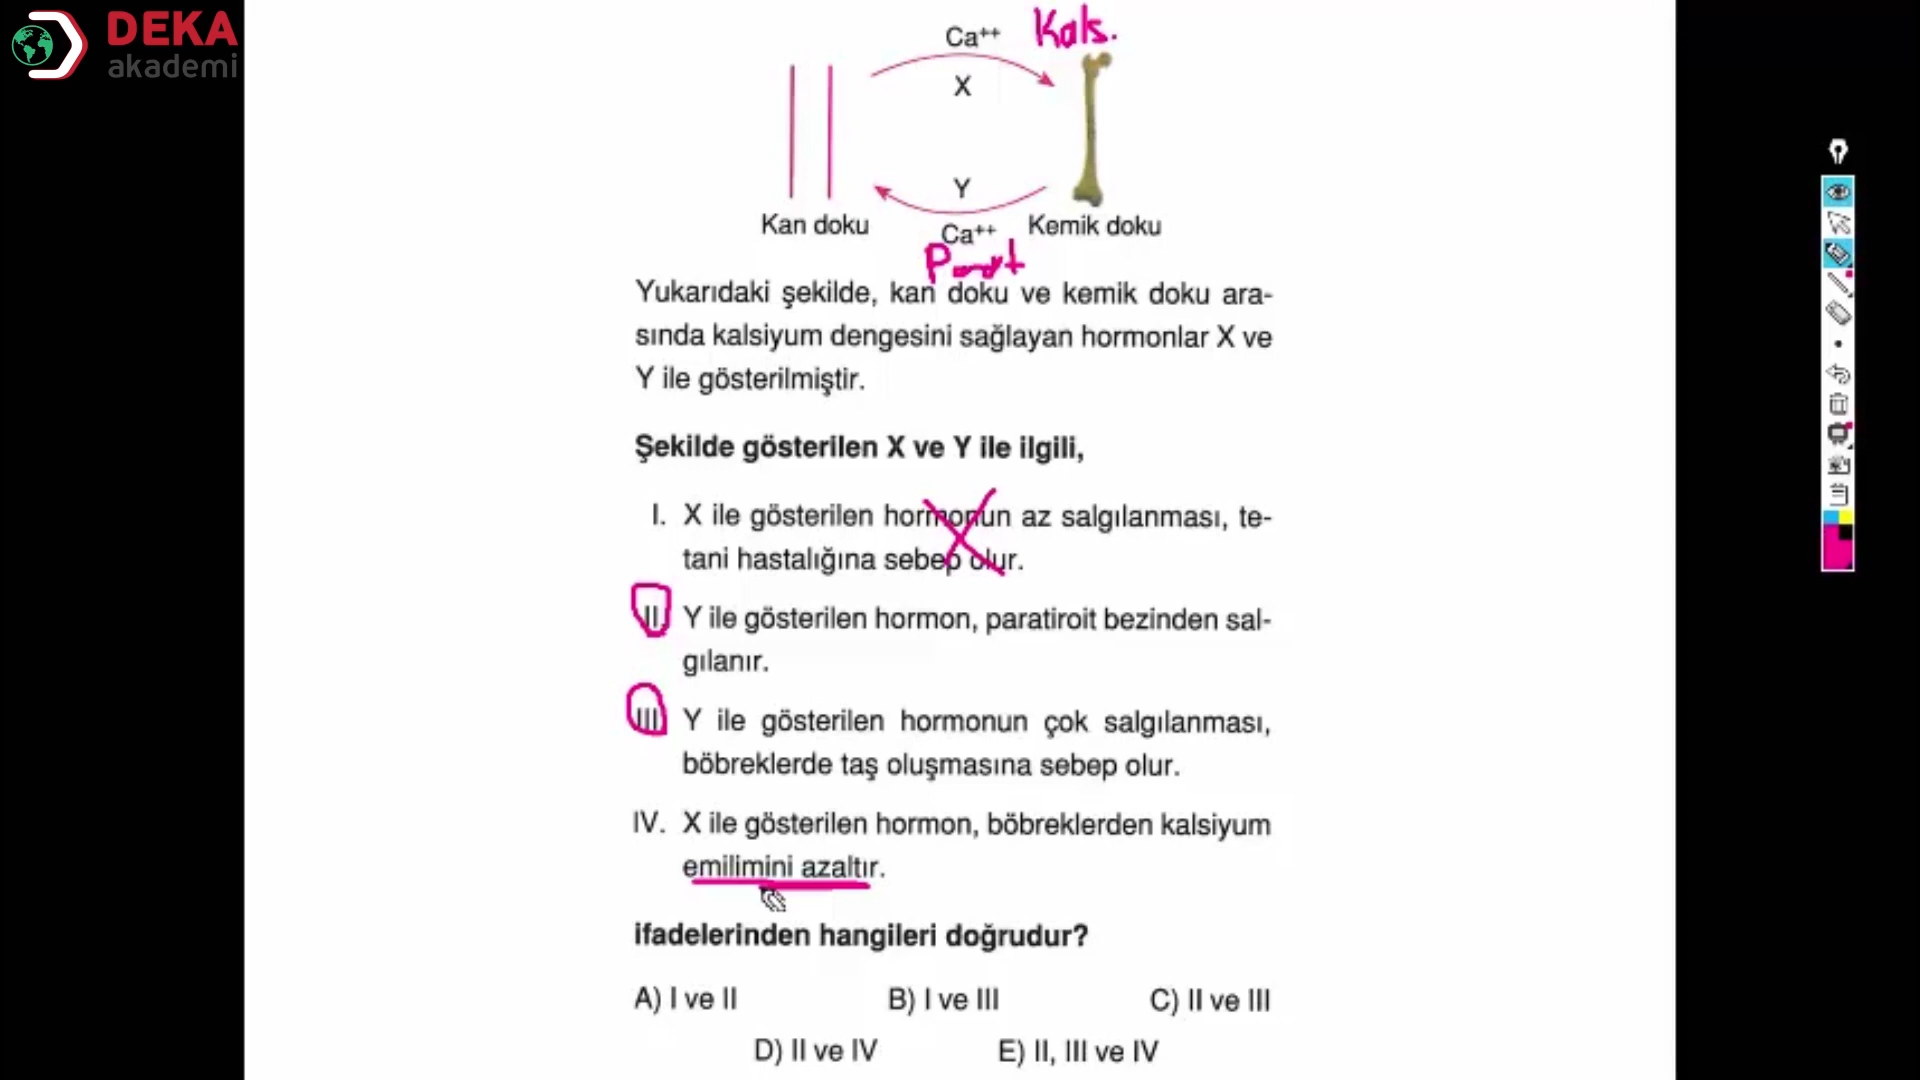 DEKA
akademi
Ca++
Kals.
X
Y
Kan doku
Ca++
Kemik doku
Parat
Yukarıdaki şekilde, kan doku ve kemik doku ara-
sında kalsiyum dengesini sağlayan hormonlar X ve
Y ile gösterilmiştir.
Şekilde gösterilen X ve Y ile ilgili,
I. X ile gösterilen hormonun az salgılanması, te-
tani hastalığına sebep olur.
II. Y ile gösterilen hormon, paratiroit bezinden sal-
gılanır.
III. Y ile gösterilen hormonun çok salgılanması,
böbreklerde taş oluşmasına sebep olur.
IV. X ile gösterilen hormon, böbreklerden kalsiyum
emilimini azaltır.
ifadelerinden hangileri doğrudur?
A) I ve II B) I ve III C) II ve III
D) II ve IV E) II, III ve IV